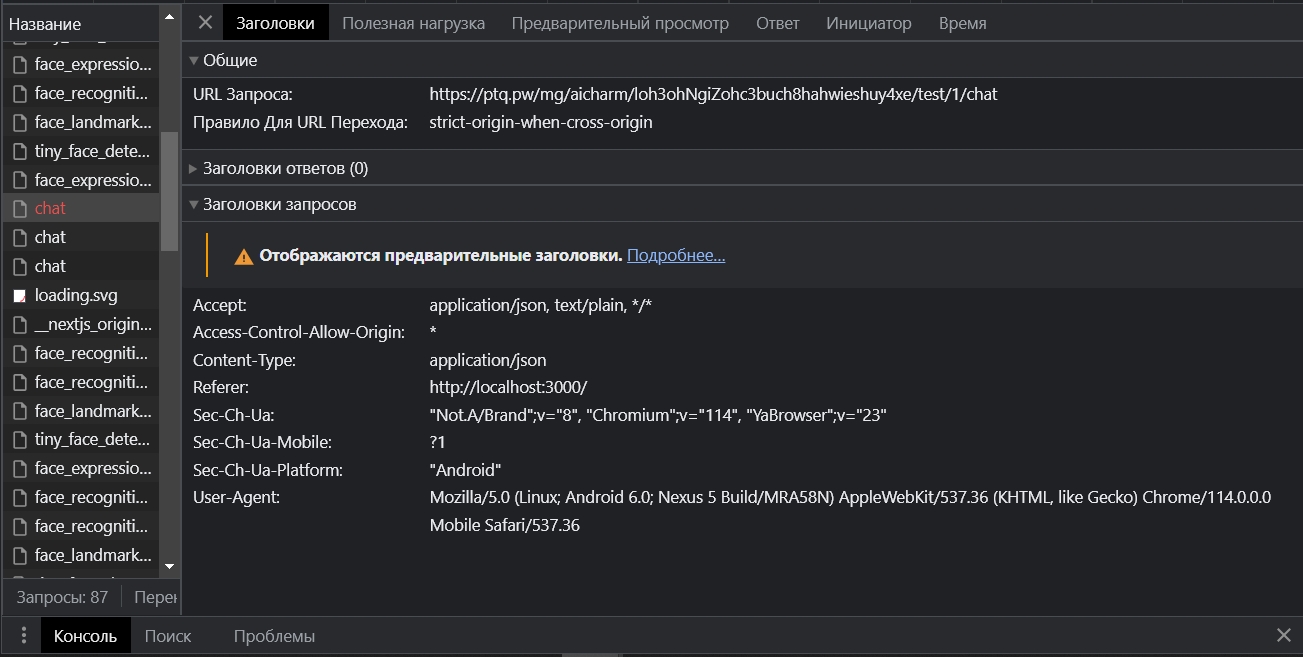 Название
Заголовки
Полезная нагрузка
Предварительный просмотр
Ответ
Инициатор
Время
face_expressio...
face_recogniti...
face_landmark...
tiny_face_dete...
face_expressio...
chat
chat
chat
loading.svg
__nextjs_origin...
face_recogniti...
face_recogniti...
face_landmark...
tiny_face_dete...
face_expressio...
face_recogniti...
face_recogniti...
face_landmark...
Запросы: 87
Общие
URL Запроса: https://ptq.pw/mg/aicharm/loh3ohNgiZohc3buch8hahwieshuy4xe/test/1/chat
Правило Для URL Перехода: strict-origin-when-cross-origin
Заголовки ответов (0)
Заголовки запросов
Отображаются предварительные заголовки. Подробнее...
Accept: application/json, text/plain, */*
Access-Control-Allow-Origin: *
Content-Type: application/json
Referer: http://localhost:3000/
Sec-Ch-Ua: "Not.A/Brand";v="8", "Chromium";v="114", "YaBrowser";v="23"
Sec-Ch-Ua-Mobile: ?1
Sec-Ch-Ua-Platform: "Android"
User-Agent: Mozilla/5.0 (Linux; Android 6.0; Nexus 5 Build/MRA58N) AppleWebKit/537.36 (KHTML, like Gecko) Chrome/114.0.0.0
Mobile Safari/537.36
Консоль
Поиск
Проблемы